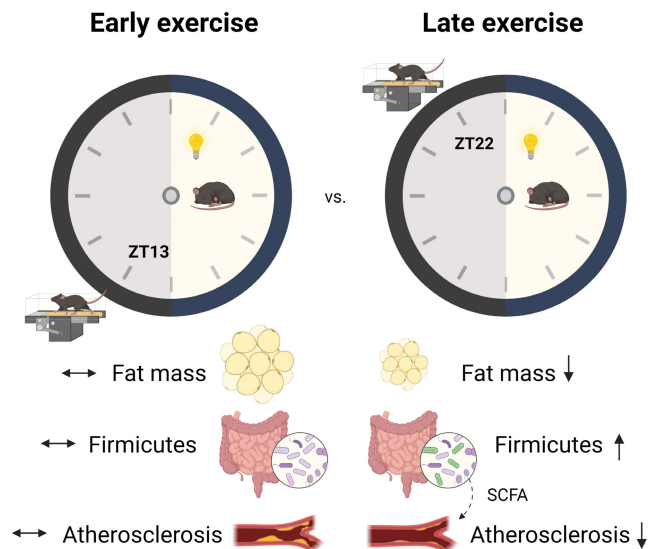 Early exercise
Late exercise
ZT13
vs.
ZT22
Fat mass
Fat mass
Firmicutes
Firmicutes
SCFA
Atherosclerosis
Atherosclerosis